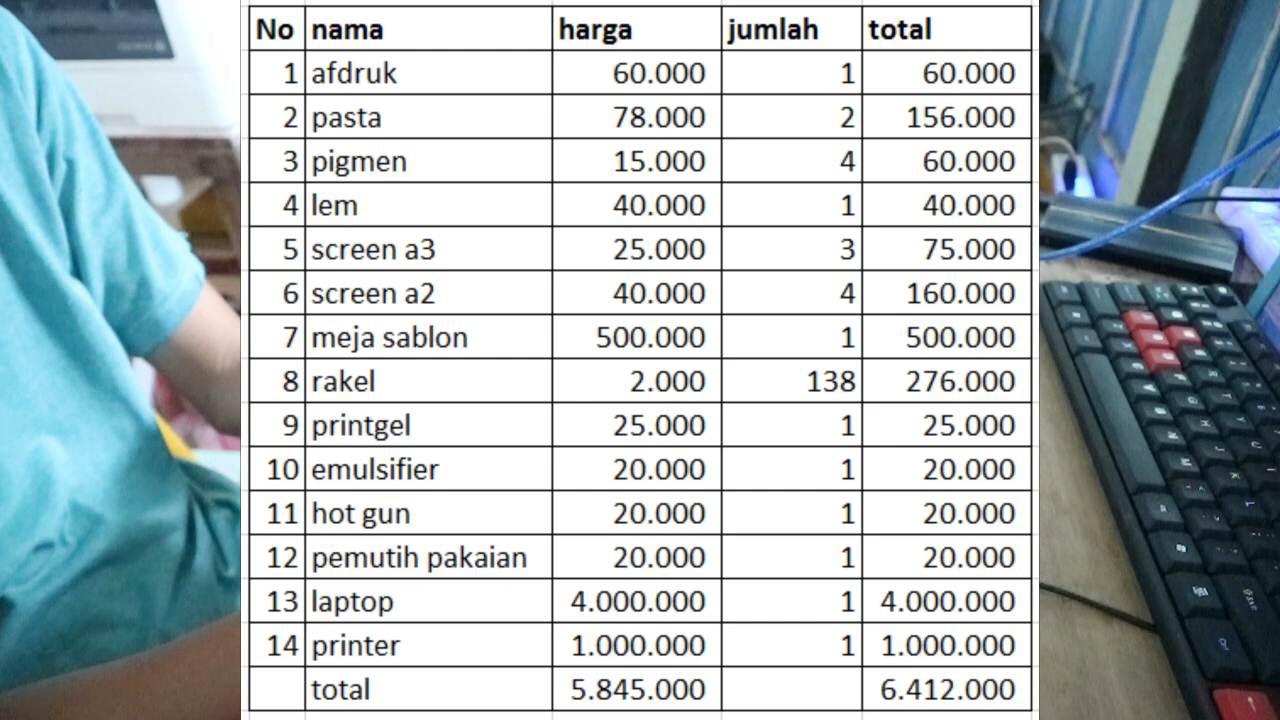 No nama harga jumlah total
1 afdruk 60.000 1 60.000
2 pasta 78.000 2 156.000
3 pigmen 15.000 4 60.000
4 lem 40.000 1 40.000
5 screen a3 25.000 3 75.000
6 screen a2 40.000 4 160.000
7 meja sablon 500.000 1 500.000
8 rakel 2.000 138 276.000
9 printgel 25.000 1 25.000
10 emulsifier 20.000 1 20.000
11 hot gun 20.000 1 20.000
12 pemutih pakaian 20.000 1 20.000
13 laptop 4.000.000 1 4.000.000
14 printer 1.000.000 1 1.000.000
total 5.845.000 6.412.000